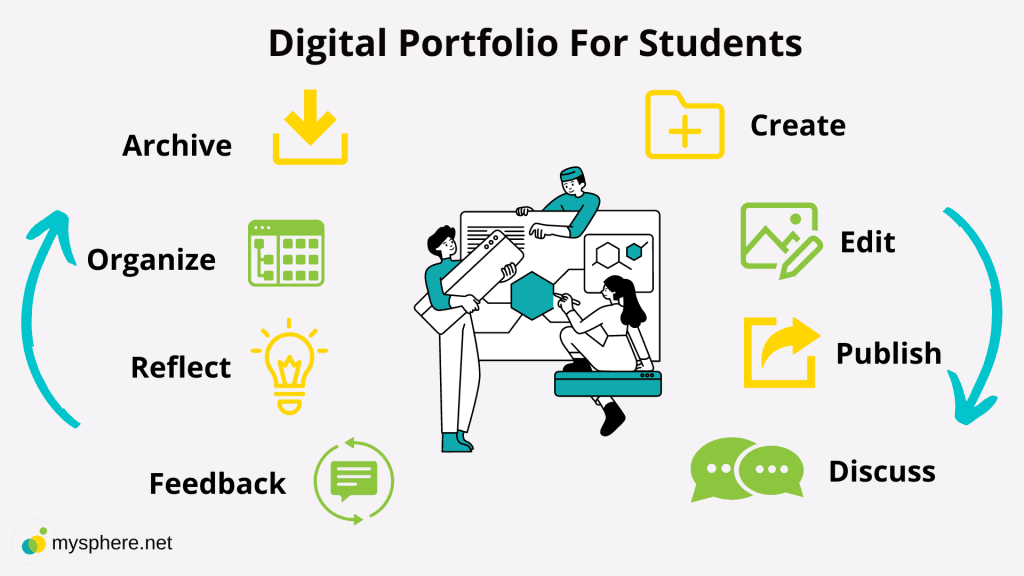 Digital Portfolio For Students
Archive
Create
Organize
Edit
Reflect
Publish
Feedback
Discuss
mysphere.net